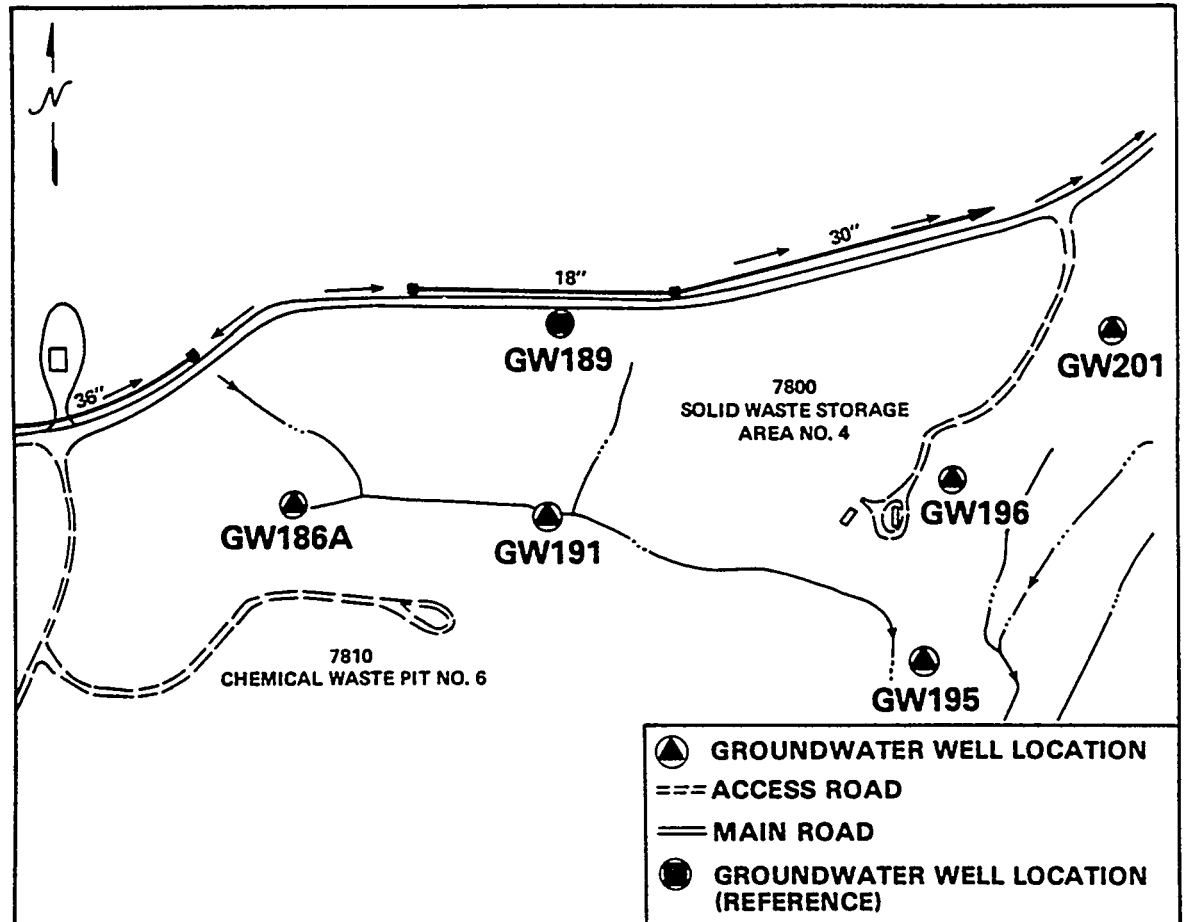 N
30"
18"
36"
GW189
GW201
7800
SOLID WASTE STORAGE
AREA NO. 4
GW186A
GW191
GW196
7810
CHEMICAL WASTE PIT NO. 6
GW195
GROUNDWATER WELL LOCATION
ACCESS ROAD
MAIN ROAD
GROUNDWATER WELL LOCATION
(REFERENCE)